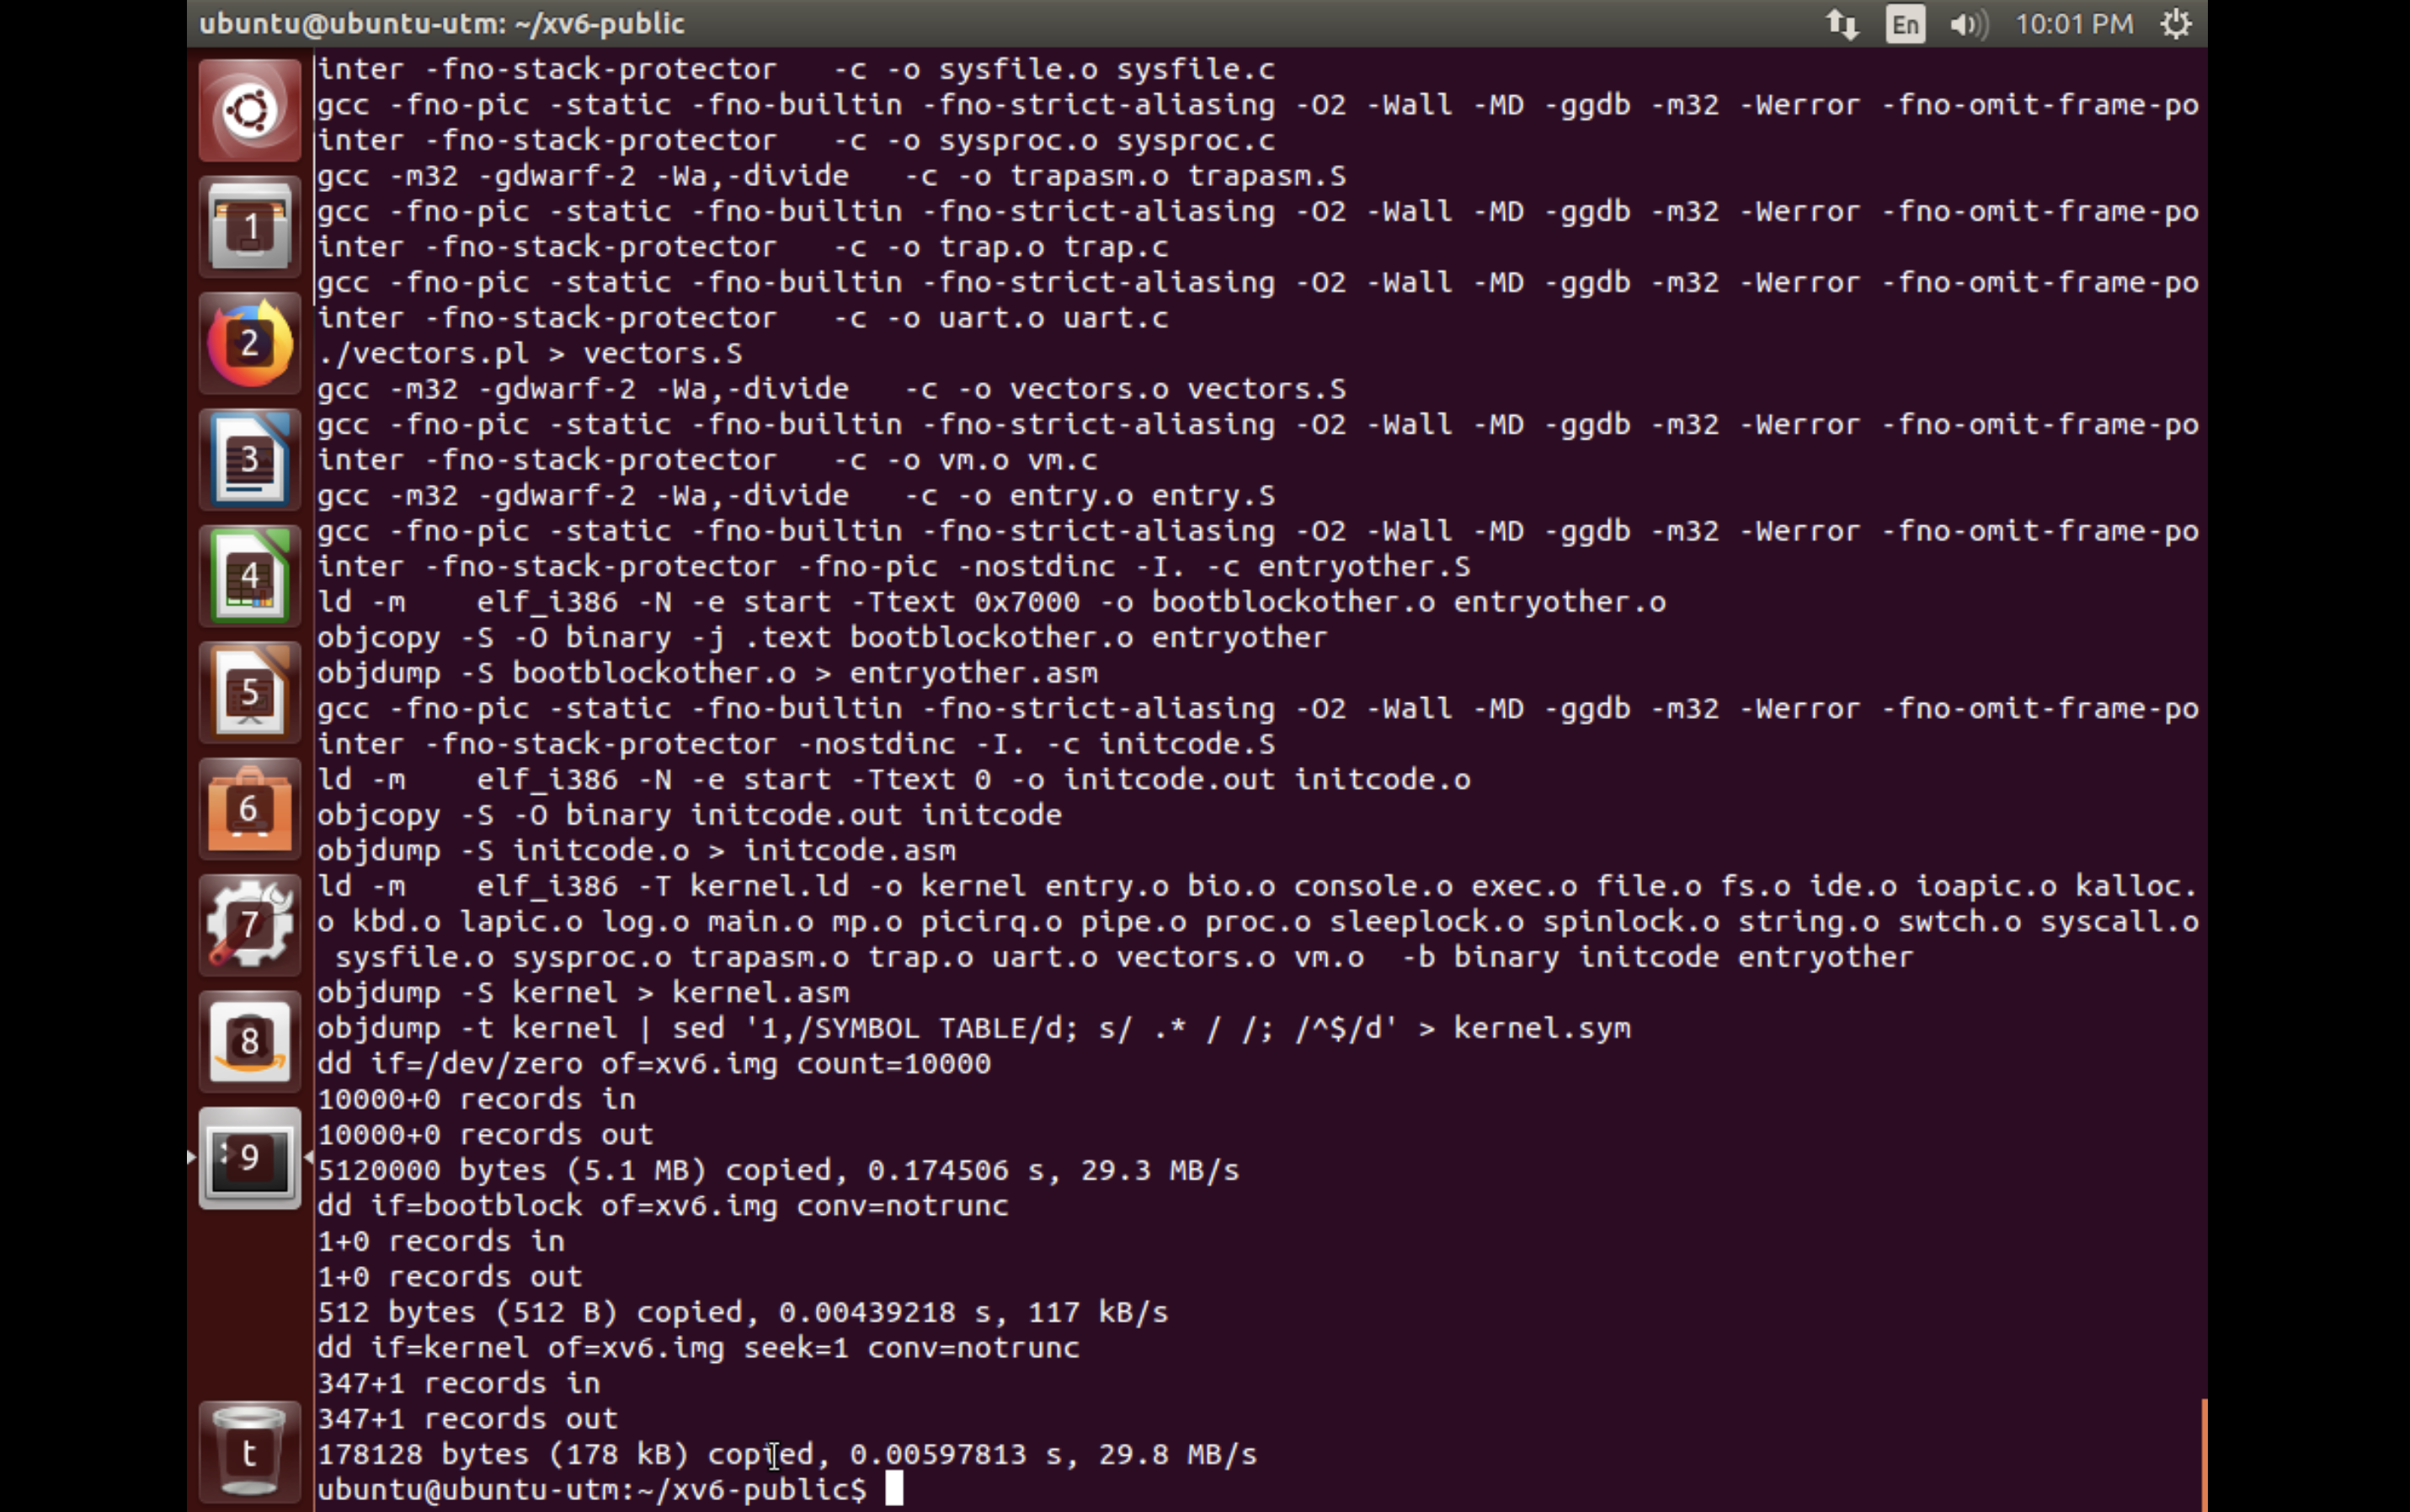 ubuntu@ubuntu-utm: ~/xv6-public
En
10:01 PM
inter -fno-stack-protector   -c -o sysfile.o sysfile.c
gcc -fno-pic -static -fno-builtin -fno-strict-aliasing -O2 -Wall -MD -ggdb -m32 -Werror -fno-omit-frame-po
inter -fno-stack-protector   -c -o sysproc.o sysproc.c
gcc -m32 -gdwarf-2 -Wa,-divide   -c -o trapasm.o trapasm.S
gcc -fno-pic -static -fno-builtin -fno-strict-aliasing -O2 -Wall -MD -ggdb -m32 -Werror -fno-omit-frame-po
inter -fno-stack-protector   -c -o trap.o trap.c
gcc -fno-pic -static -fno-builtin -fno-strict-aliasing -O2 -Wall -MD -ggdb -m32 -Werror -fno-omit-frame-po
inter -fno-stack-protector   -c -o uart.o uart.c
./vectors.pl > vectors.S
gcc -m32 -gdwarf-2 -Wa,-divide   -c -o vectors.o vectors.S
gcc -fno-pic -static -fno-builtin -fno-strict-aliasing -O2 -Wall -MD -ggdb -m32 -Werror -fno-omit-frame-po
inter -fno-stack-protector   -c -o vm.o vm.c
gcc -m32 -gdwarf-2 -Wa,-divide   -c -o entry.o entry.S
gcc -fno-pic -static -fno-builtin -fno-strict-aliasing -O2 -Wall -MD -ggdb -m32 -Werror -fno-omit-frame-po
inter -fno-stack-protector -fno-pic -nostdinc -I. -c entryother.S
ld -m    elf_i386 -N -e start -Ttext 0x7000 -o bootblockother.o entryother.o
objcopy -S -O binary -j .text bootblockother.o entryother
objdump -S bootblockother.o > entryother.asm
gcc -fno-pic -static -fno-builtin -fno-strict-aliasing -O2 -Wall -MD -ggdb -m32 -Werror -fno-omit-frame-po
inter -fno-stack-protector -nostdinc -I. -c initcode.S
ld -m    elf_i386 -N -e start -Ttext 0 -o initcode.out initcode.o
objcopy -S -O binary initcode.out initcode
objdump -S initcode.o > initcode.asm
ld -m    elf_i386 -T kernel.ld -o kernel entry.o bio.o console.o exec.o file.o fs.o ide.o ioapic.o kalloc.
o kbd.o lapic.o log.o main.o mp.o picirq.o pipe.o proc.o sleeplock.o spinlock.o string.o swtch.o syscall.o
 sysfile.o sysproc.o trapasm.o trap.o uart.o vectors.o vm.o  -b binary initcode entryother
objdump -S kernel > kernel.asm
objdump -t kernel | sed '1,/SYMBOL TABLE/d; s/ .* / /; /^$/d' > kernel.sym
dd if=/dev/zero of=xv6.img count=10000
10000+0 records in
10000+0 records out
5120000 bytes (5.1 MB) copied, 0.174506 s, 29.3 MB/s
dd if=bootblock of=xv6.img conv=notrunc
1+0 records in
1+0 records out
512 bytes (512 B) copied, 0.00439218 s, 117 kB/s
dd if=kernel of=xv6.img seek=1 conv=notrunc
347+1 records in
347+1 records out
178128 bytes (178 kB) copied, 0.00597813 s, 29.8 MB/s
ubuntu@ubuntu-utm:~/xv6-public$
1
2
3
4
5
6
7
8
9
t